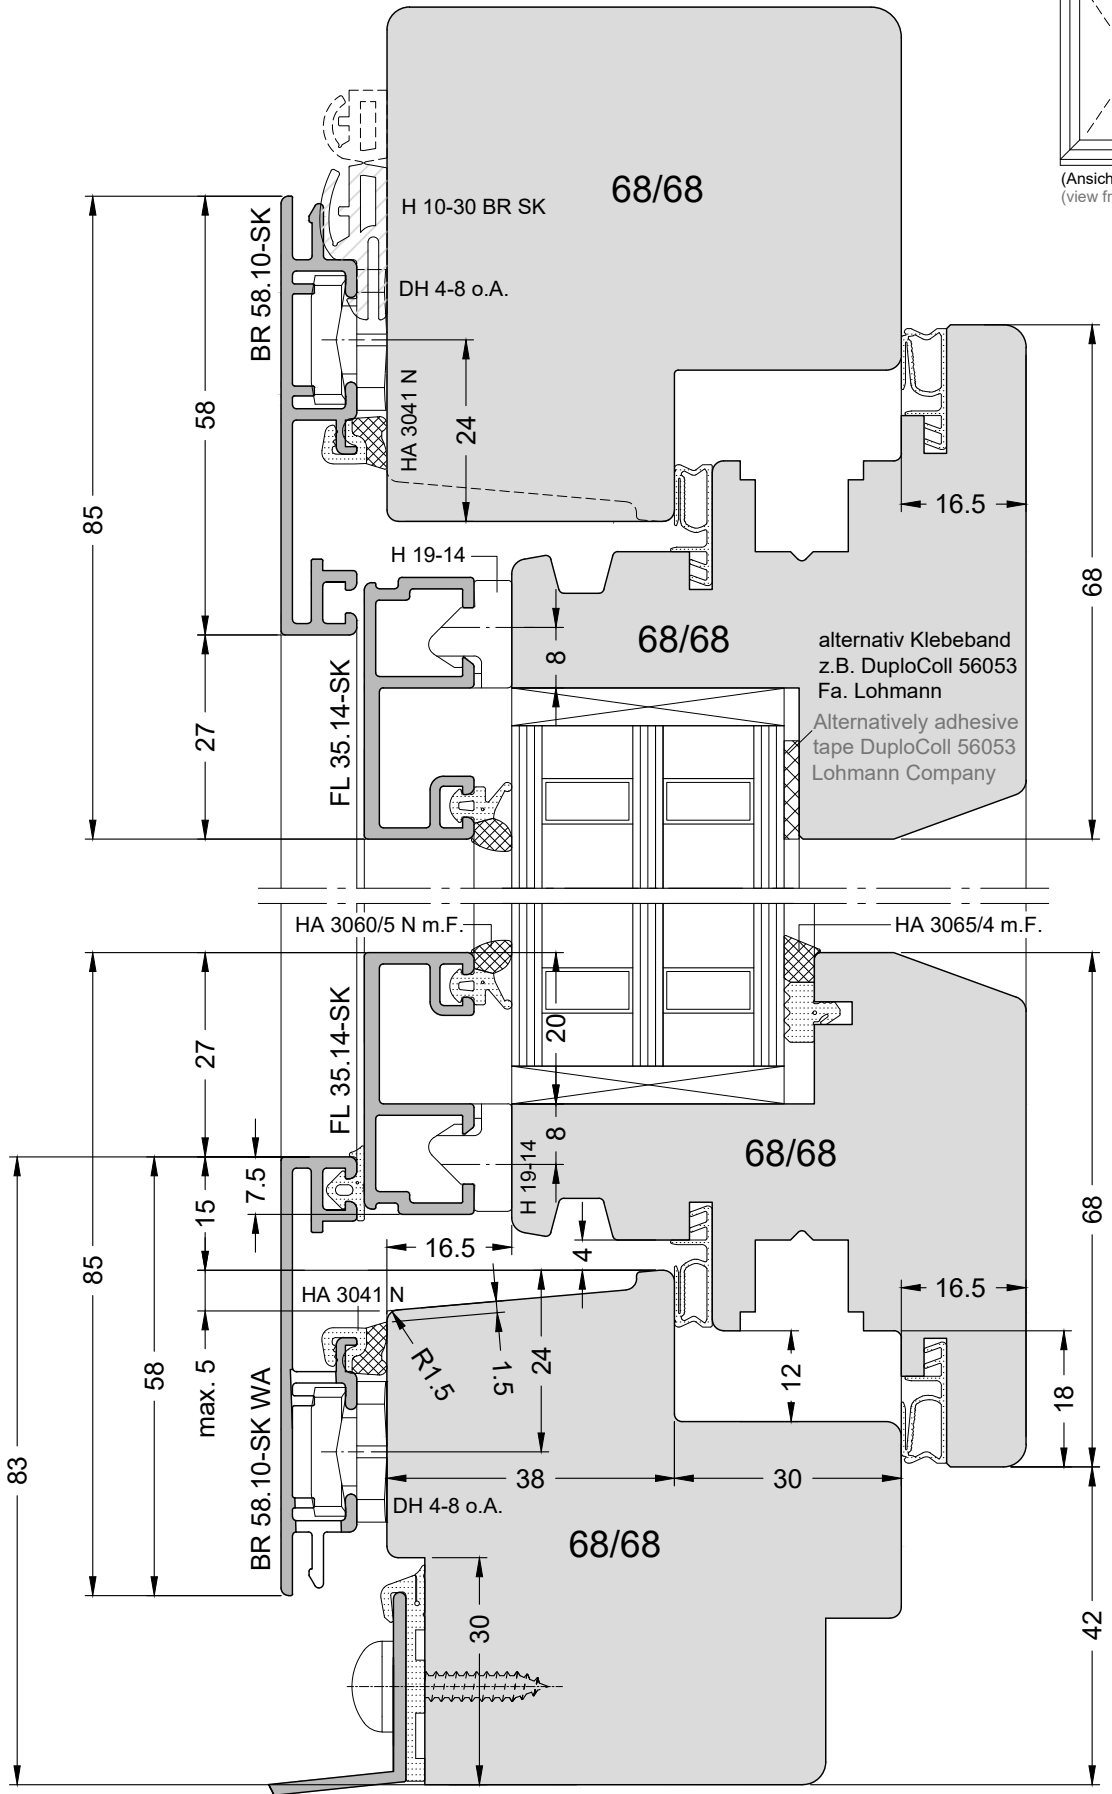 (Ansich
(view fr
68/68
H 10-30 BR SK
BR 58.10-SK
DH 4-8 o.A.
HA 3041 N
24
58
85
16.5
H 19-14
68
68/68
8
alternativ Klebeband
z.B. DuploColl 56053
Fa. Lohmann
Alternatively adhesive
tape DuploColl 56053
Lohmann Company
FL 35.14-SK
27
HA 3060/5 N m.F.
HA 3065/4 m.F.
FL 35.14-SK
27
20
8
H 19-14
68/68
68
7.5
15
16.5
4
85
HA 3041 N
16.5
max. 5
58
R1.5
1.5
24
12
18
83
38
30
BR 58.10-SK WA
DH 4-8 o.A.
68/68
30
42